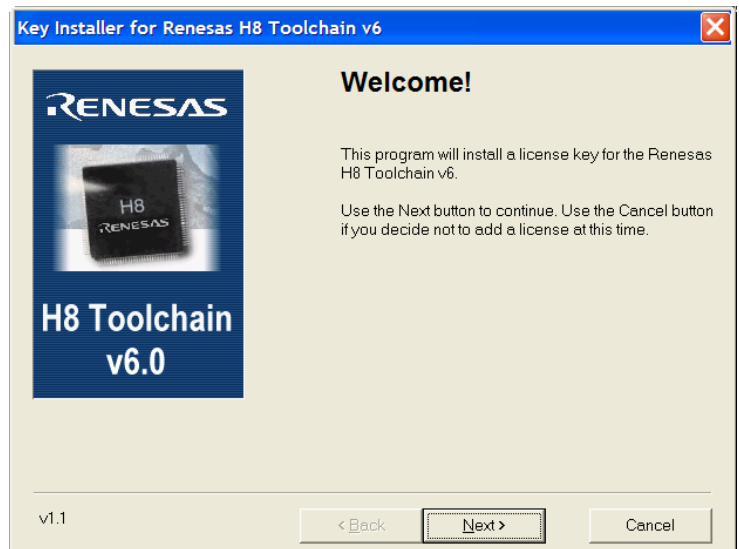 Key Installer for Renesas H8 Toolchain v6
RENESAS
H8
RENESAS
H8 Toolchain
v6.0
Welcome!
This program will install a license key for the Renesas
H8 Toolchain v6.
Use the Next button to continue. Use the Cancel button
if you decide not to add a license at this time.
v1.1
< Back
Next >
Cancel